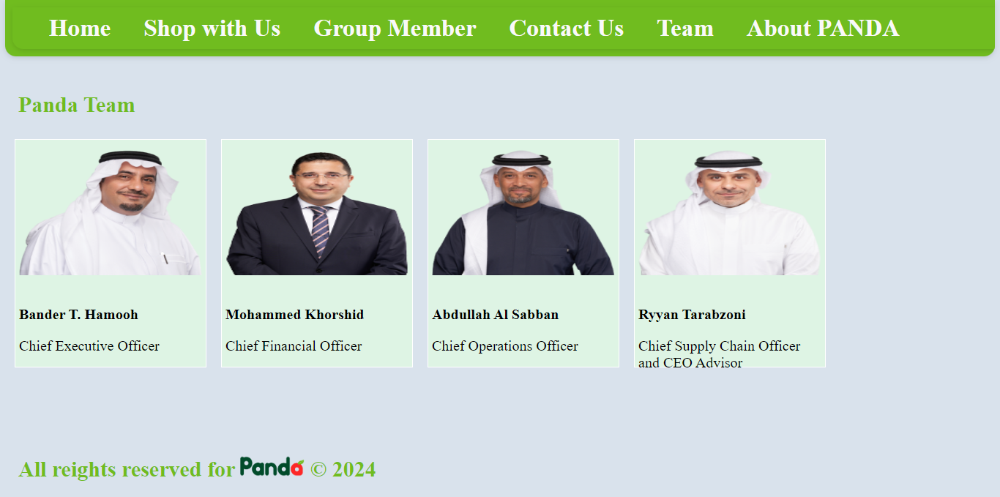 Home Shop with Us Group Member Contact Us Team About PANDA
Panda Team
Bander T. Hamooh
Chief Executive Officer
Mohammed Khorshid
Chief Financial Officer
Abdullah Al Sabban
Chief Operations Officer
Ryyan Tarabzoni
Chief Supply Chain Officer
and CEO Advisor
All reights reserved for Panda © 2024